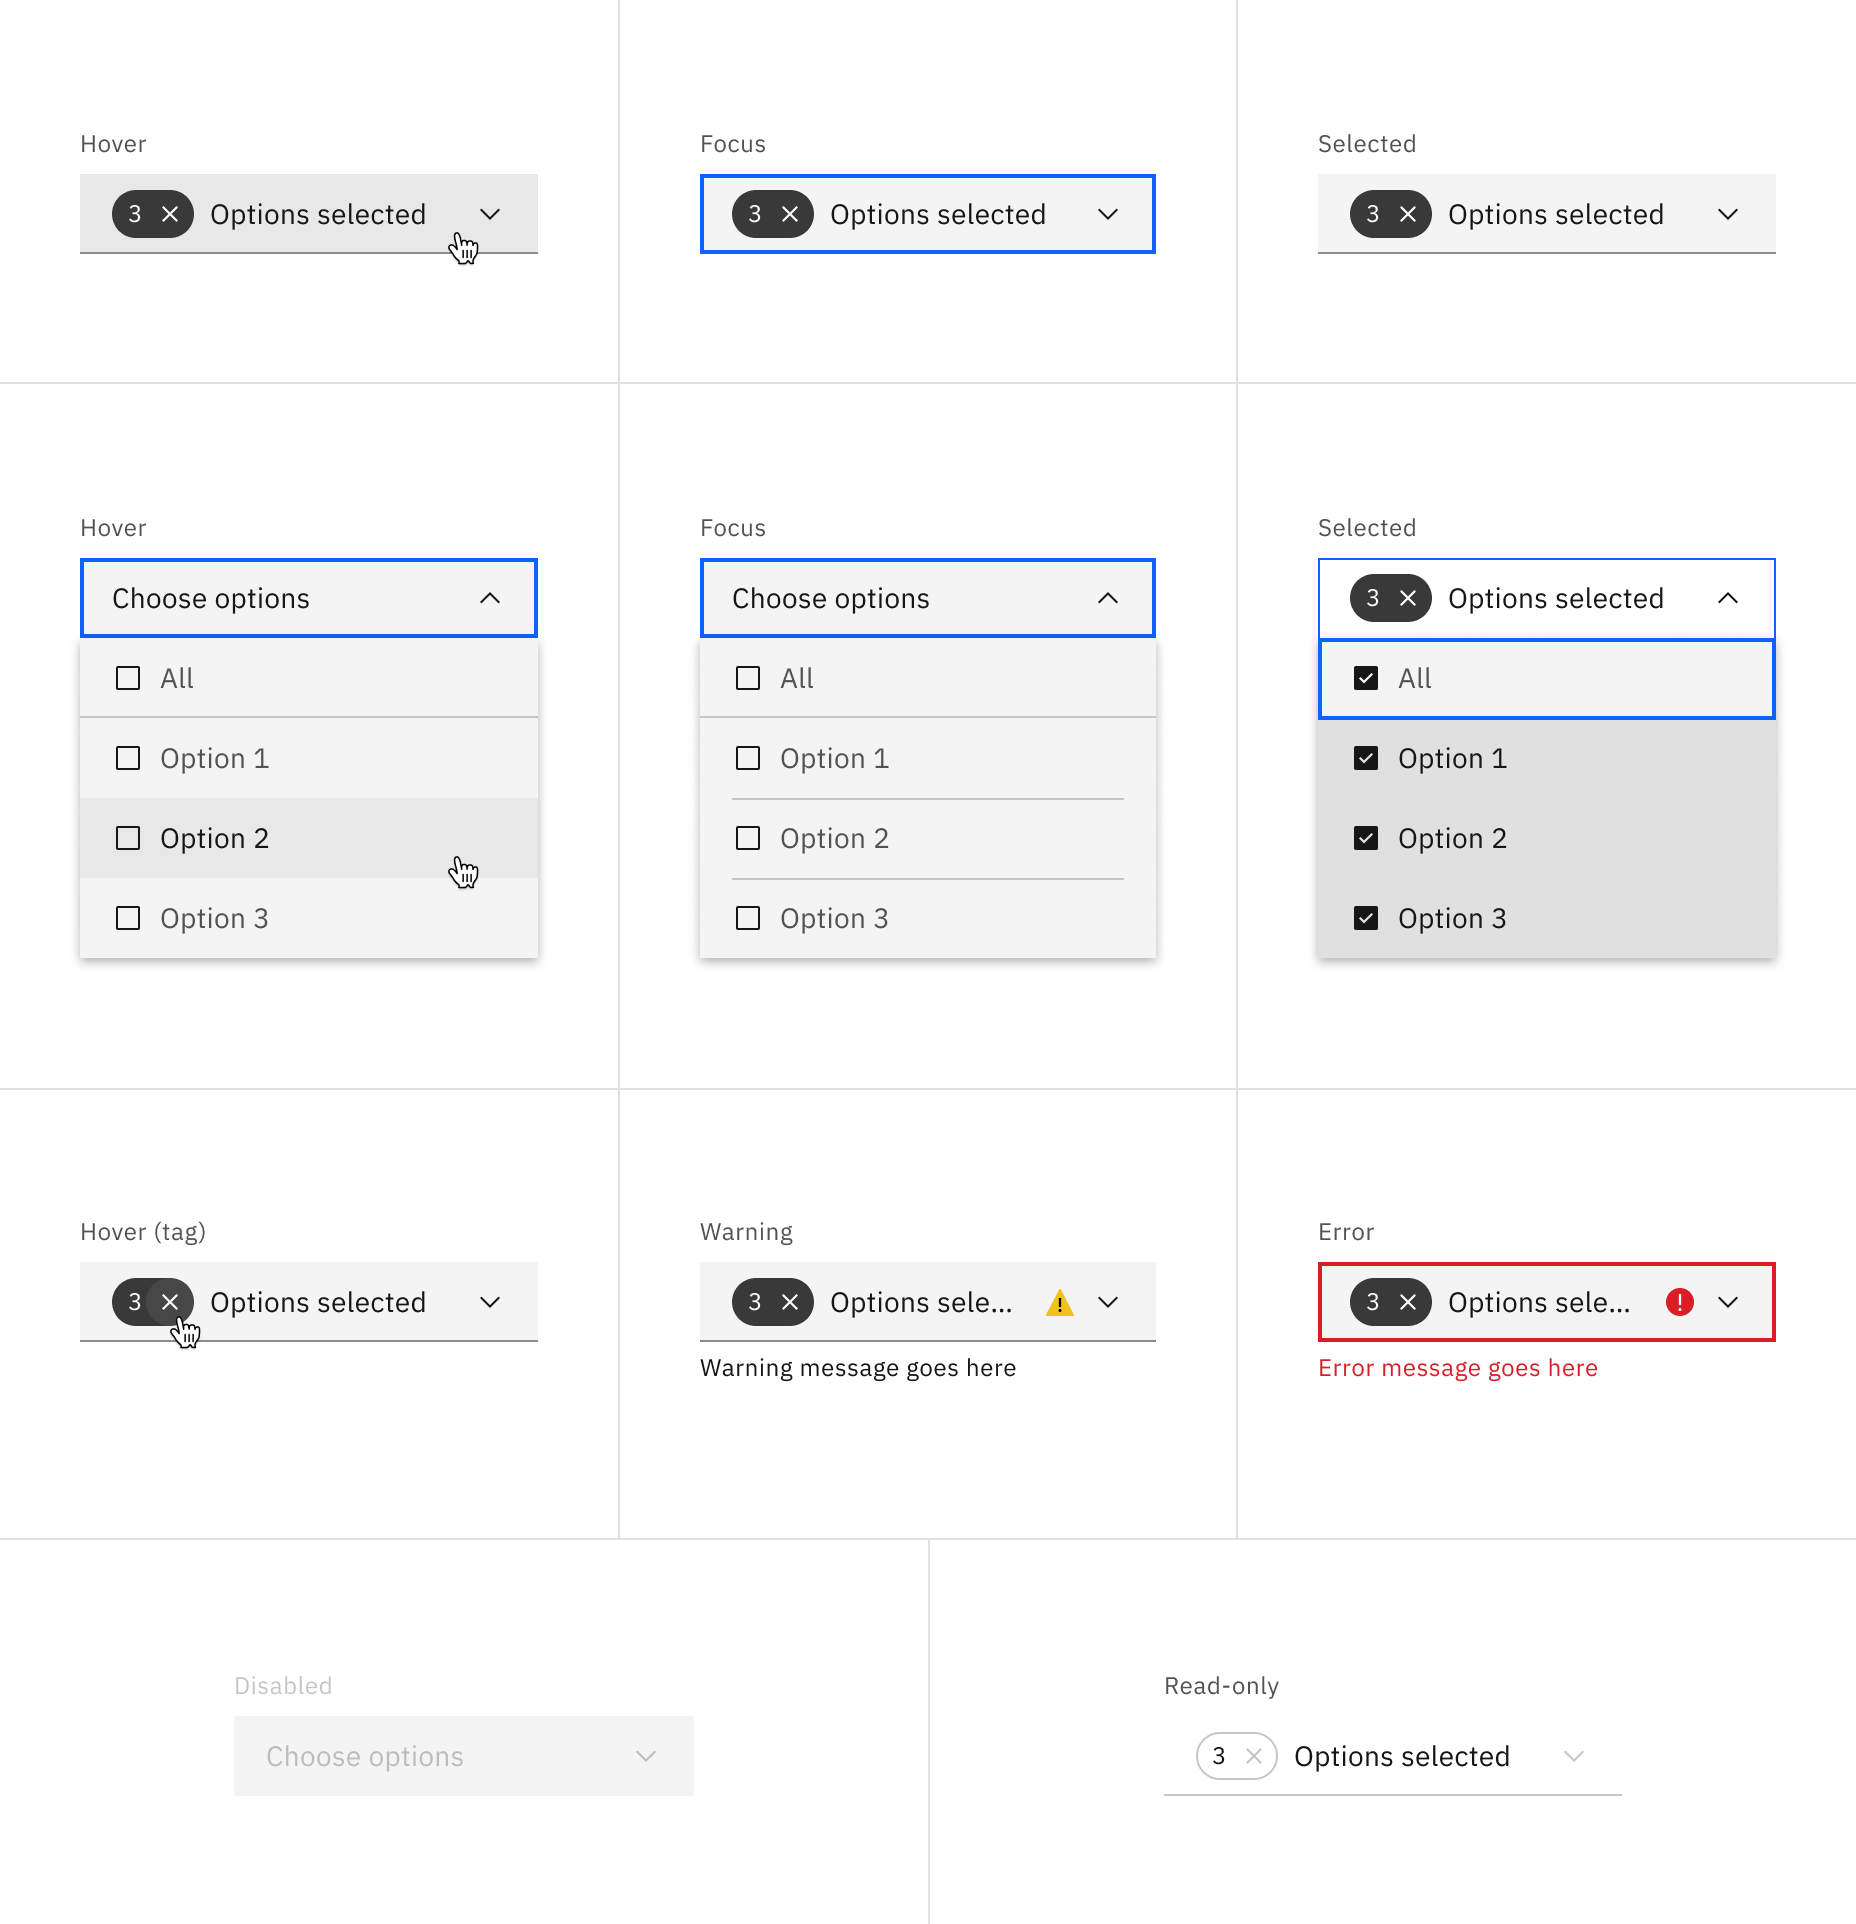 Hover
3 Options selected
Focus
3 Options selected
Selected
3 Options selected
Hover
Choose options
All
Option 1
Option 2
Option 3
Focus
Choose options
All
Option 1
Option 2
Option 3
Selected
3 Options selected
All
Option 1
Option 2
Option 3
Hover (tag)
3 Options selected
Warning
3 Options sele...
Warning message goes here
Error
3 Options sele...
Error message goes here
Disabled
Choose options
Read-only
3 Options selected